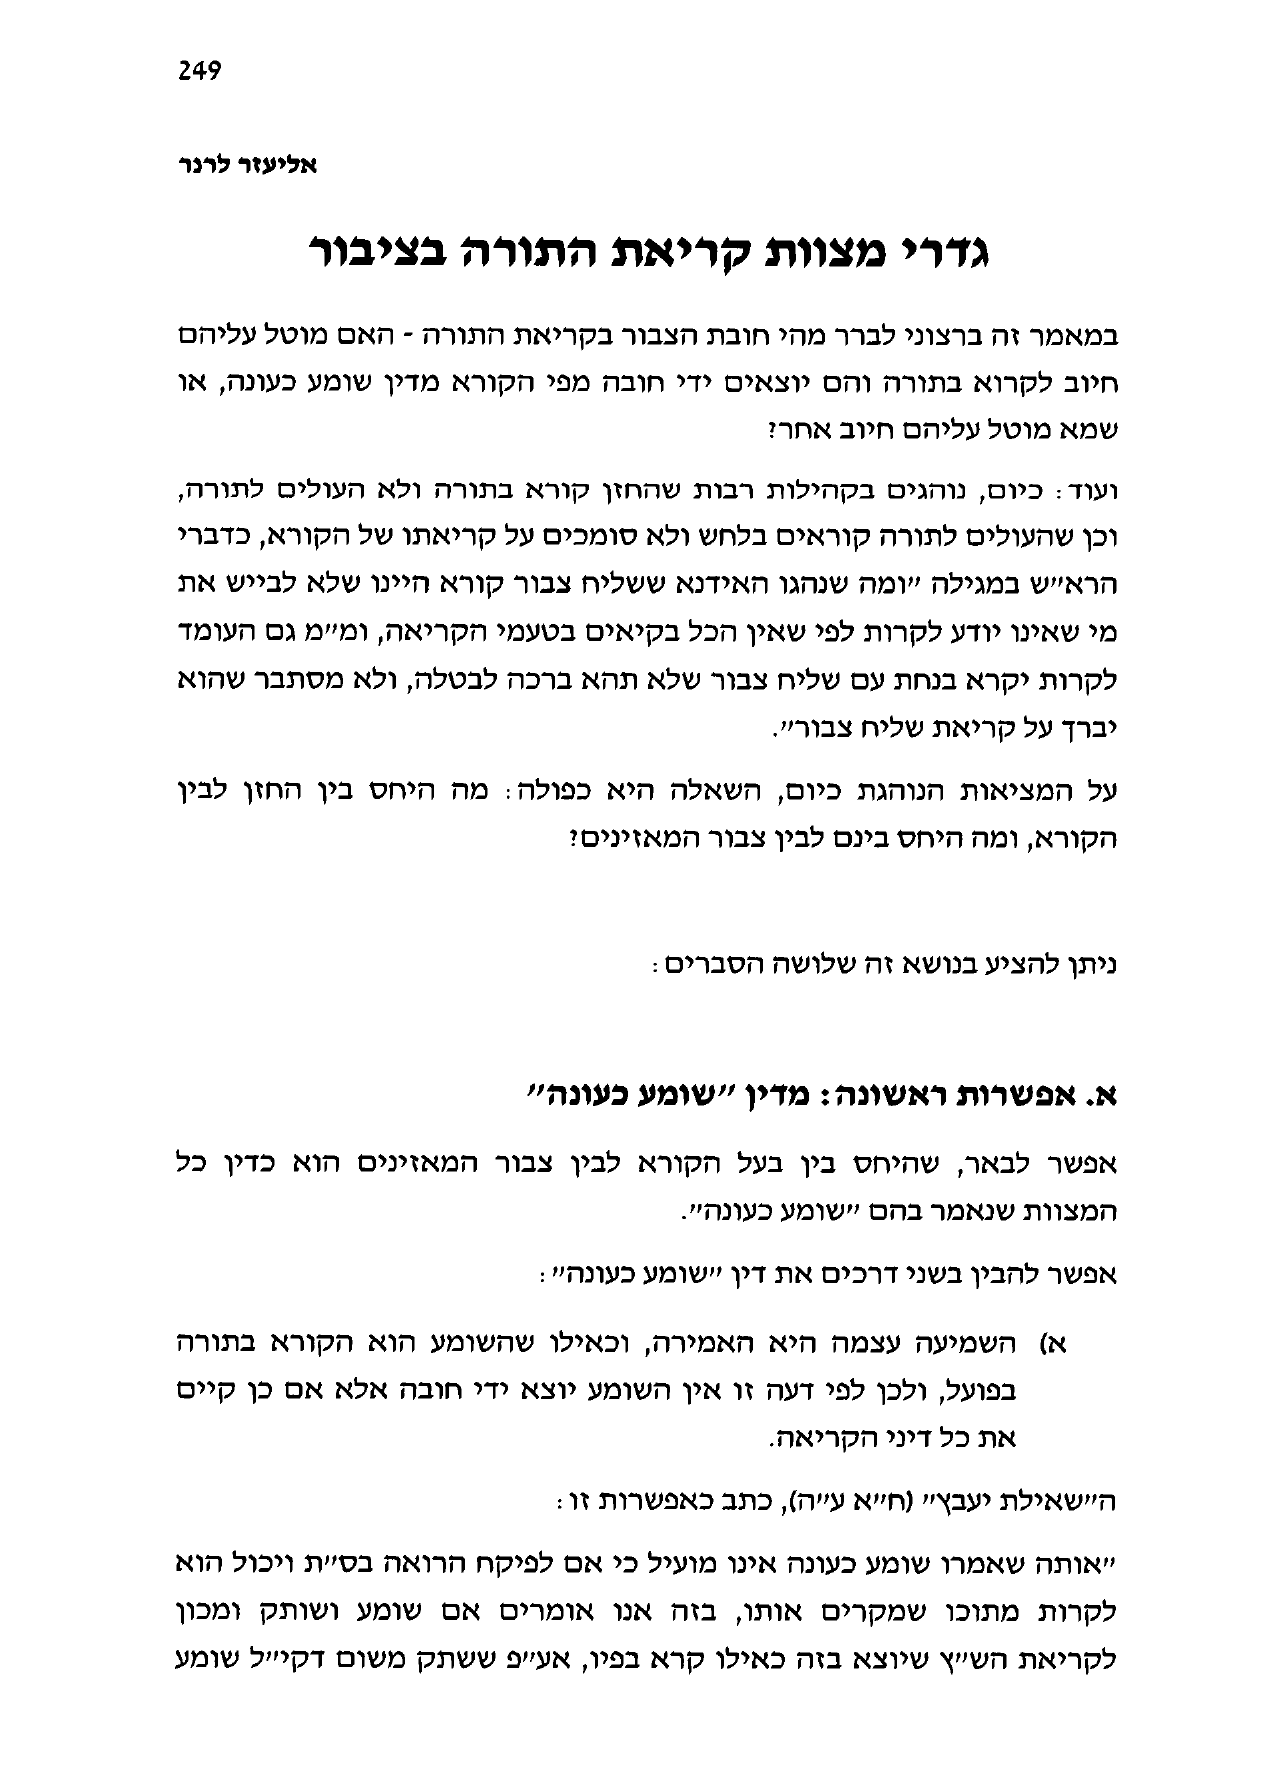 249
אליעזר לרנר
גדרי מצוות קריאת התורה בציבור
במאמר זה ברצוני לברר מהי חובת הצבור בקריאת התורה - האם מוטל עליהם
חיוב לקרוא בתורה והם יוצאים ידי חובה מפי הקורא מדין שומע כעונה, או
שמא מוטל עליהם חיוב אחר?
ועוד: כיום, נוהגים בקהילות רבות שהחזן קורא בתורה ולא העולים לתורה,
וכן שהעולים לתורה קוראים בלחש ולא סומכים על קריאתו של הקורא, כדברי
הרא״ש במגילה ״ומה שנהגו האידנא ששליח צבור קורא היינו שלא לבייש את
מי שאינו יודע לקרות לפי שאין הכל בקיאים בטעמי הקריאה, ומ״מ גם העומד
לקרות יקרא בנחת עם שליח צבור שלא תהא ברכה לבטלה, ולא מסתבר שהוא
יברך על קריאת שליח צבור״.
על המציאות הנוהגת כיום, השאלה היא כפולה: מה היחס בין החזן לבין
הקורא, ומה היחס בינם לבין צבור המאזינים?
ניתן להציע בנושא זה שלושה הסברים:
א. אפשרות ראשונה: מדין ״שומע כעונה״
אפשר לבאר, שהיחס בין בעל הקורא לבין צבור המאזינים הוא כדין כל
המצוות שנאמר בהם ״שומע כעונה״.
אפשר להבין בשני דרכים את דין ״שומע כעונה״:
א) השמיעה עצמה היא האמירה, וכאילו שהשומע הוא הקורא בתורה
בפועל, ולכן לפי דעה זו אין השומע יוצא ידי חובה אלא אם כן קיים
את כל דיני הקריאה.
ה״שאילת יעבץ״ (ח״א ע״ה), כתב כאפשרות זו:
״אותה שאמרו שומע כעונה אינו מועיל כי אם לפיקח הרואה בס״ת ויכול הוא
לקרות מתוכו שמקרים אותו, בזה אנו אומרים אם שומע ושותק ומכון
לקריאת הש״ץ שיוצא בזה כאילו קרא בפיו, אע״פ ששתק משום דקיי״ל שומע